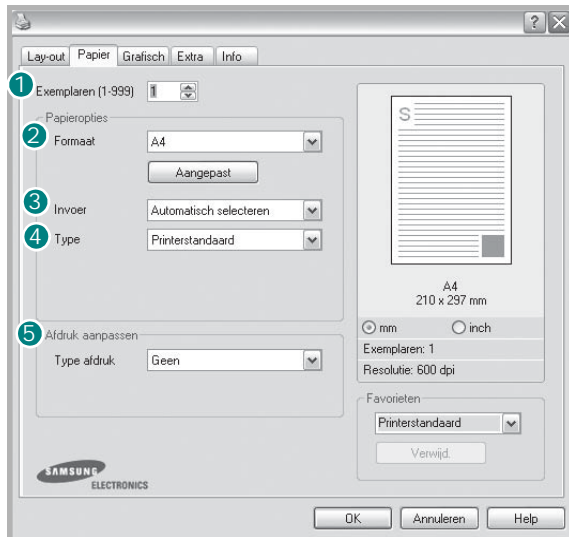 Lay-out Papier Grafisch Extra Info
1 Exemplaren (1-999) 1
Papieropties
2 Formaat A4
Aangepast
3 Invoer Automatisch selecteren
4 Type Printerstandaard
5 Afdruk aanpassen
Type afdruk Geen
SAMSUNG
ELECTRONICS
S
A4
210 x 297 mm
mm inch
Exemplaren: 1
Resolutie: 600 dpi
Favorieten
Printerstandaard
Verwijd.
OK Annuleren Help